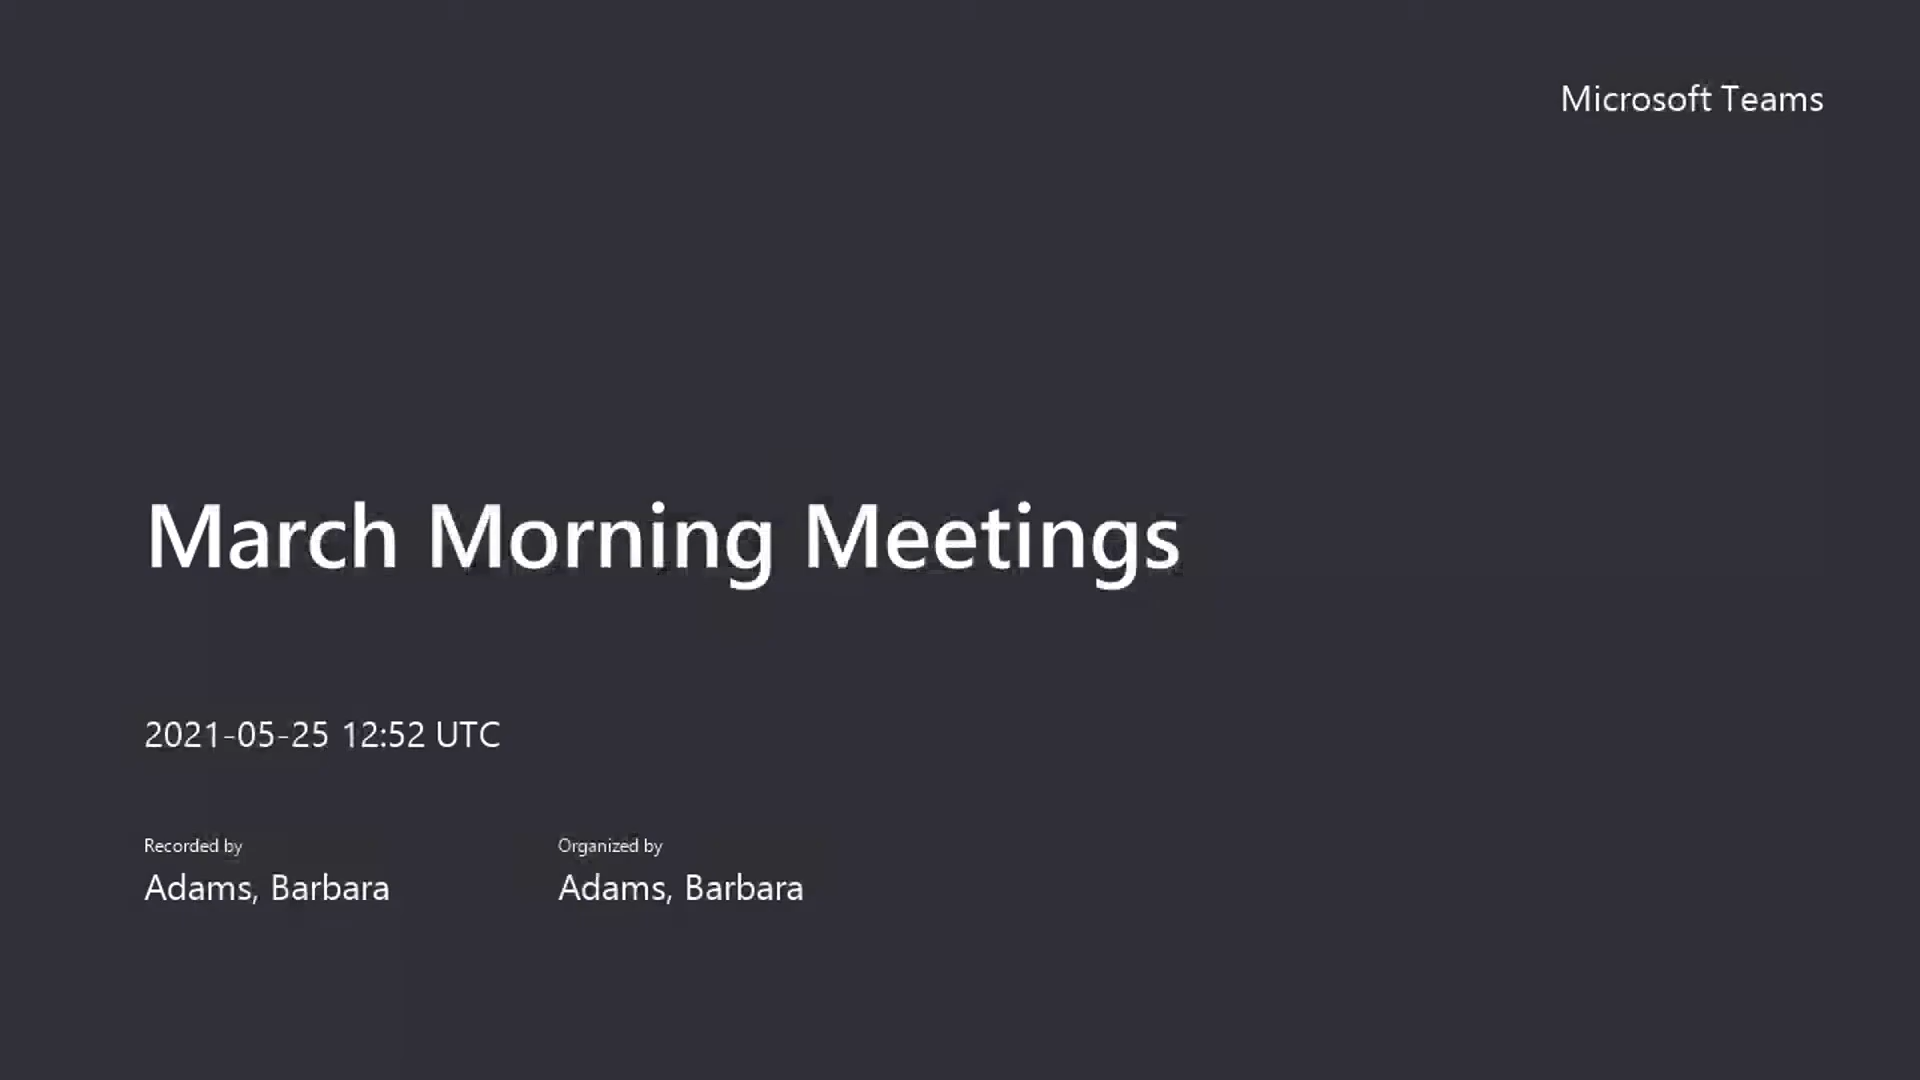 Microsoft Teams
March Morning Meetings
2021-05-25 12:52 UTC
Recorded by
Adams, Barbara
Organized by
Adams, Barbara